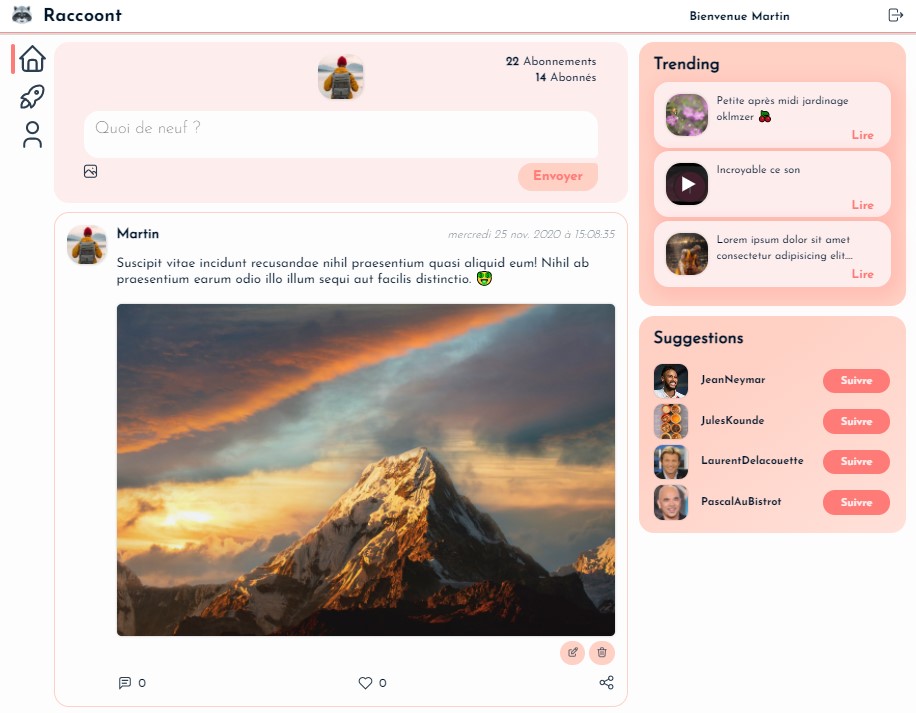 Raccoont
Bienvenue Martin
22 Abonnements
14 Abonnés
Quoi de neuf ?
Envoyer
Martin
mercredi 25 nov. 2020 à 15:08:35
Suscipit vitae incidunt recusandae nihil praesentium quasi aliquid eum! Nihil ab
praesentium earum odio illo illum sequi aut facilis distinctio. 🤑
0
0
Trending
Petite après midi jardinage
oklmzer 🍒
Lire
Incroyable ce son
Lire
Lorem ipsum dolor sit amet
consectetur adipisicing elit...
Lire
Suggestions
JeanNeymar
Suivre
JulesKounde
Suivre
LaurentDelacouette
Suivre
PascalAuBistrot
Suivre